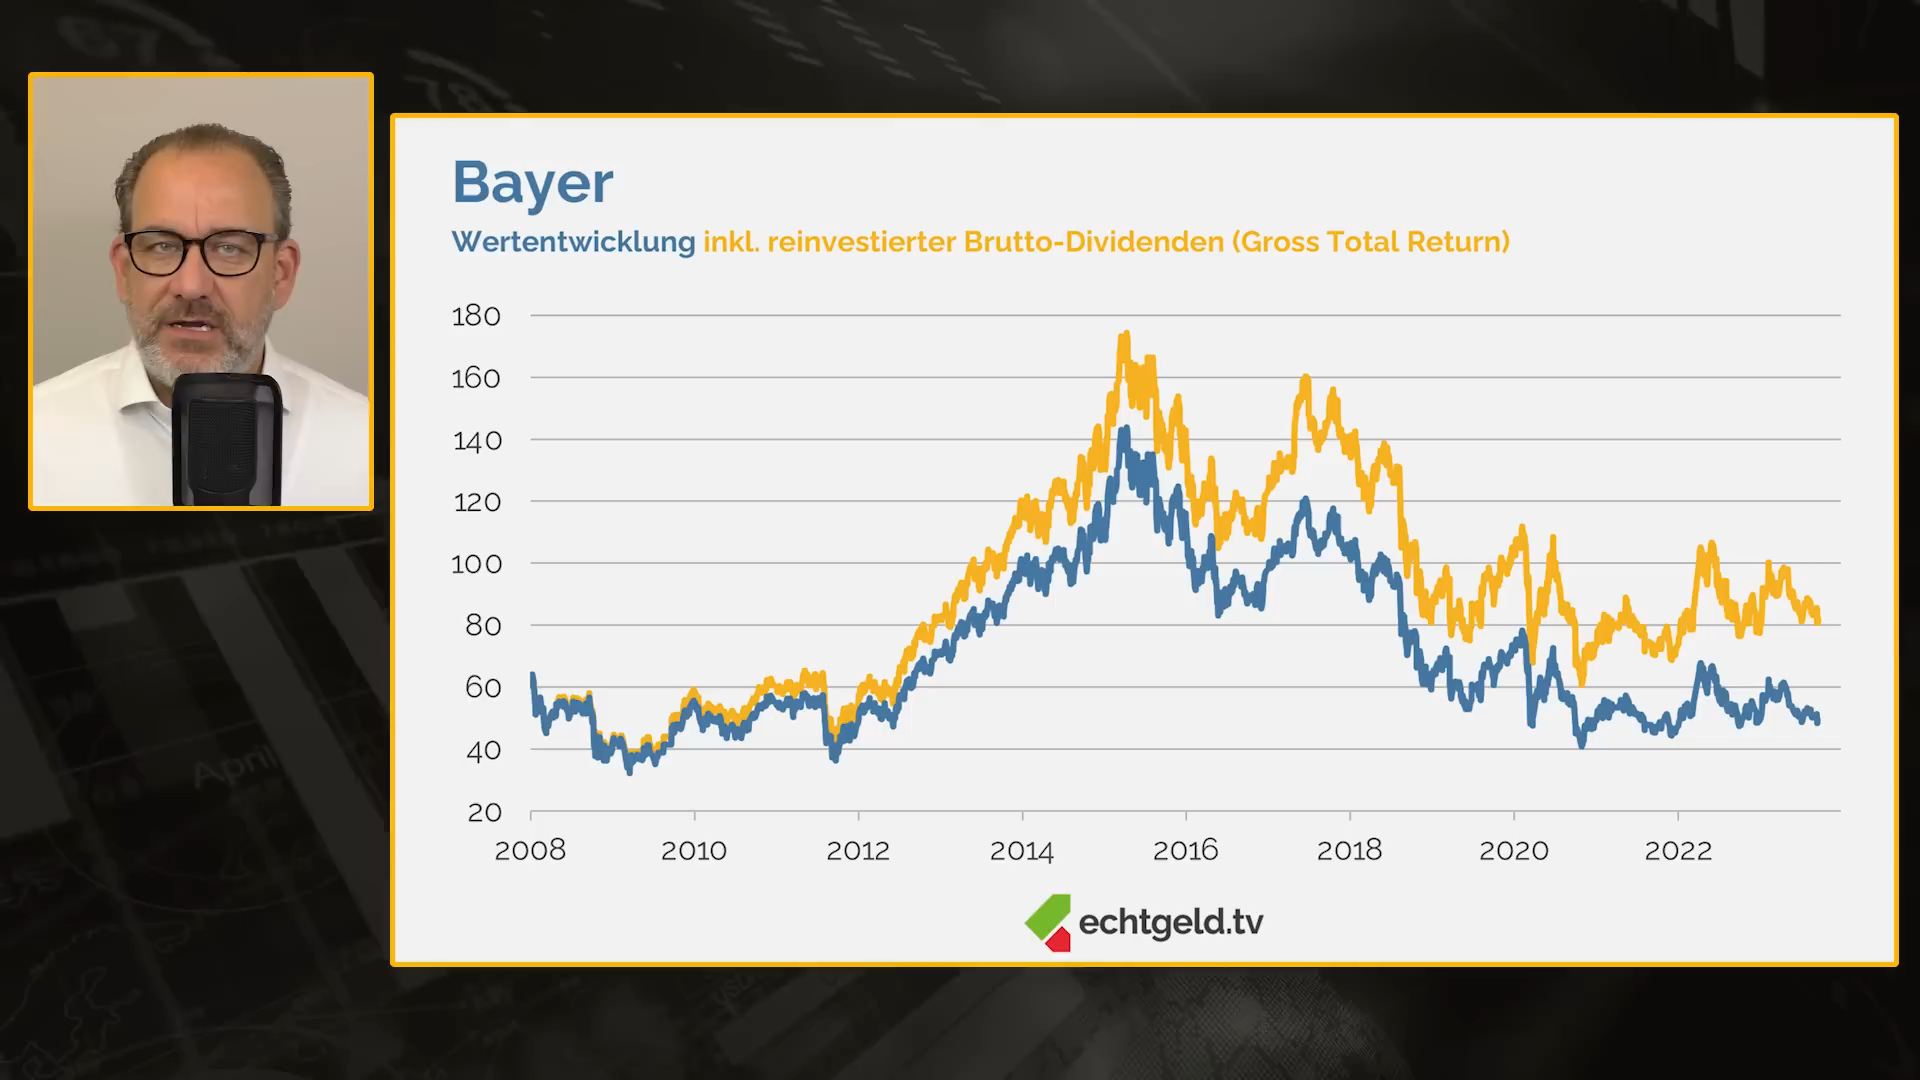 Bayer
Wertentwicklung inkl. reinvestierter Brutto-Dividenden (Gross Total Return)
180
160
140
120
100
80
60
40
20
2008 2010 2012 2014 2016 2018 2020 2022
echtgeld.tv
April